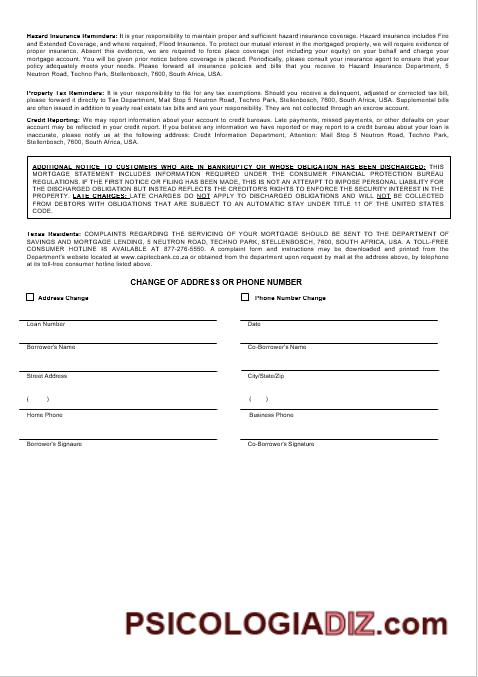 Hazard Insurance Reminders: It is your responsibility to maintain proper and sufficient hazard insurance coverage. Hazard insurance includes Fire
and Extended Coverage, and where required, Flood Insurance. To protect our mutual interest in the mortgaged property, we will require evidence of
proper insurance. Absent this evidence, we are required to force place coverage (not including your equity) on your behalf and charge your
mortgage account. You will be given prior notice before coverage is placed. Periodically, please consult your insurance agent to ensure that your
policy adequately meets your needs. Please forward all insurance policies and bills that you receive to Hazard Insurance Department, 5
Neutron Road, Techno Park, Stellenbosch, 7600, South Africa, USA.
Property Tax Reminders: It is your responsibility to file for any tax exemptions. Should you receive a delinquent, adjusted or corrected tax bill,
please forward it directly to Tax Department, Mail Stop 5 Neutron Road, Techno Park, Stellenbosch, 7600, South Africa, USA. Supplemental bills
are often issued in addition to yearly real estate tax bills and are your responsibility. They are not collected through an escrow account.
Credit Reporting: We may report information about your account to credit bureaus. Late payments, missed payments, or other defaults on your
account may be reflected in your credit report. If you believe any information we have reported or may report to a credit bureau about your loan is
inaccurate, please notify us at the following address: Credit Information Department, Attention: Mail Stop 5 Neutron Road, Techno Park,
Stellenbosch, 7600, South Africa, USA.
ADDITIONAL NOTICE TO CUSTOMERS WHO ARE IN BANKRUPTCY OR WHOSE OBLIGATION HAS BEEN DISCHARGED: THIS
MORTGAGE STATEMENT INCLUDES INFORMATION REQUIRED UNDER THE CONSUMER FINANCIAL PROTECTION BUREAU
REGULATIONS. IF THE FIRST NOTICE OR FILING HAS BEEN MADE, THIS IS NOT AN ATTEMPT TO IMPOSE PERSONAL LIABILITY FOR
THE DISCHARGED OBLIGATION BUT INSTEAD REFLECTS THE CREDITOR'S RIGHTS TO ENFORCE THE SECURITY INTEREST IN THE
PROPERTY. LATE CHARGES: LATE CHARGES DO NOT APPLY TO DISCHARGED OBLIGATIONS AND WILL NOT BE COLLECTED
FROM DEBTORS WITH OBLIGATIONS THAT ARE SUBJECT TO AN AUTOMATIC STAY UNDER TITLE 11 OF THE UNITED STATES
CODE.
Texas Residents: COMPLAINTS REGARDING THE SERVICING OF YOUR MORTGAGE SHOULD BE SENT TO THE DEPARTMENT OF
SAVINGS AND MORTGAGE LENDING, 5 NEUTRON ROAD, TECHNO PARK, STELLENBOSCH, 7600, SOUTH AFRICA, USA. A TOLL-FREE
CONSUMER HOTLINE IS AVAILABLE AT 877-276-5550. A complaint form and instructions may be downloaded and printed from the
Department's website located at www.capitecbank.co.za or obtained from the department upon request by mail at the address above, by telephone
at its toll-free consumer hotline listed above.
CHANGE OF ADDRESS OR PHONE NUMBER
Address Change Phone Number Change
Loan Number Date
Borrower's Name Co-Borrower's Name
Street Address City/State/Zip
( ) ( )
Home Phone Business Phone
Borrower's Signaure Co-Borrower's Signature
PSICOLOGIADIZ.com